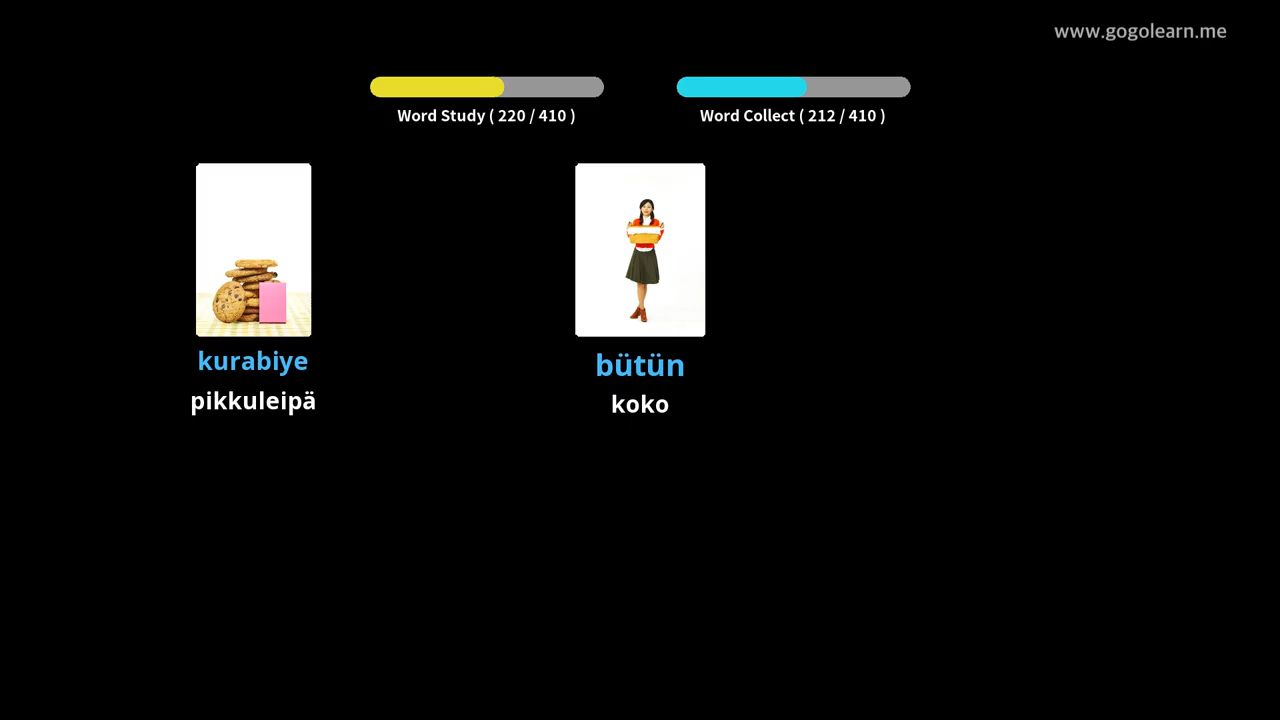 www.gogolearn.me
Word Study ( 220 / 410 )
Word Collect ( 212 / 410 )
kurabiye
pikkuleipä
bütün
koko